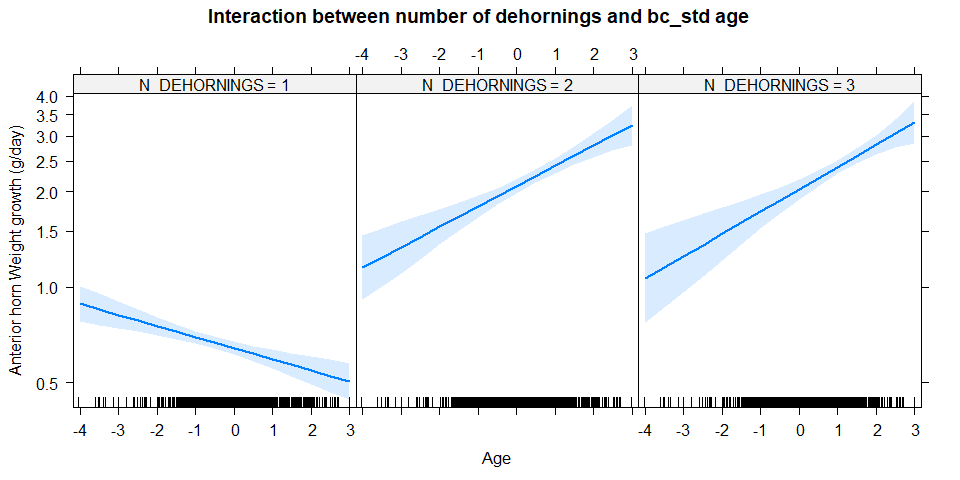 Interaction between number of dehornings and bc_std age
-4 -2 -1 0 1 2 3
N_DEHORNINGS = 1 N_DEHORNINGS = 2 N_DEHORNINGS = 3
4.0
3.5
3.0
2.5
2.0
1.5
1.0
0.5
Anterior horn Weight growth (g/day)
-4 -3 -2 -1 0 1 2 3 -4 -3 -2 -1 0 1 2 3
Age